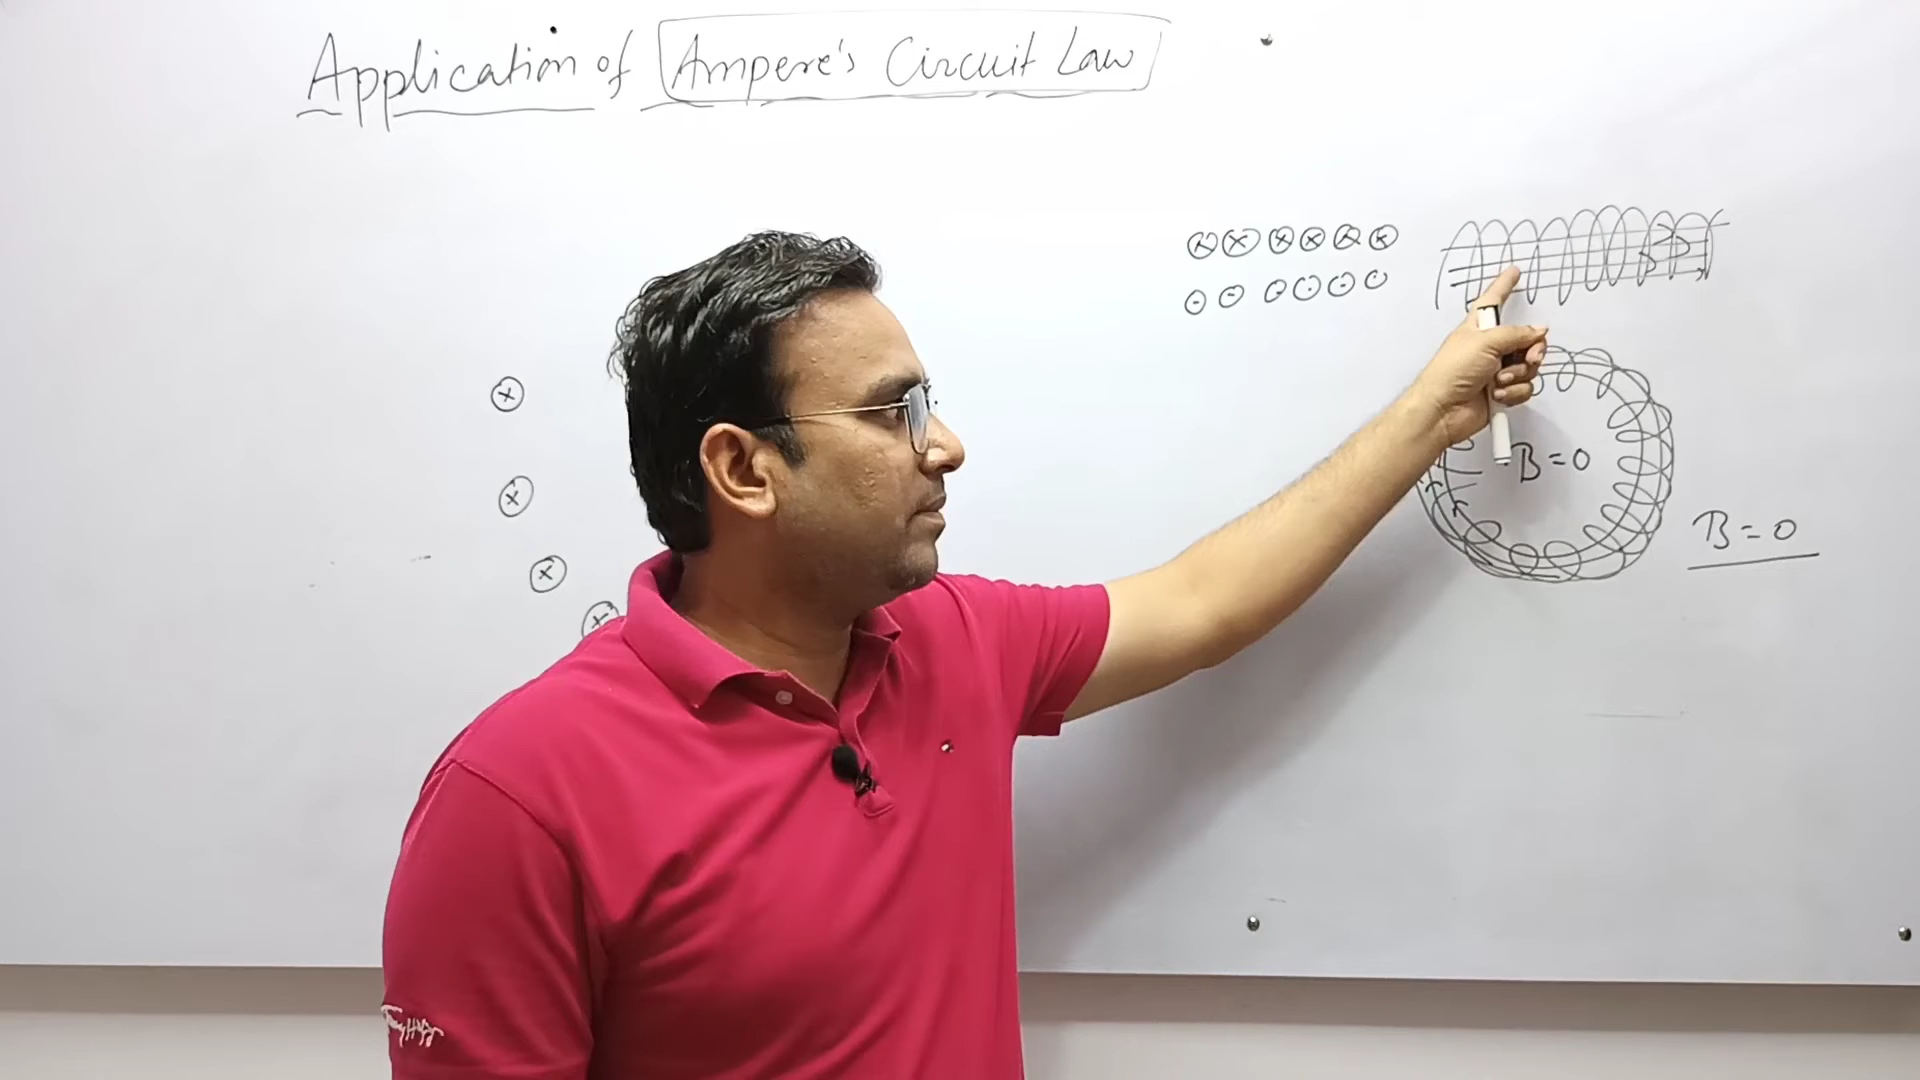 Application of Ampere's Circuit Law
B = 0
B = 0